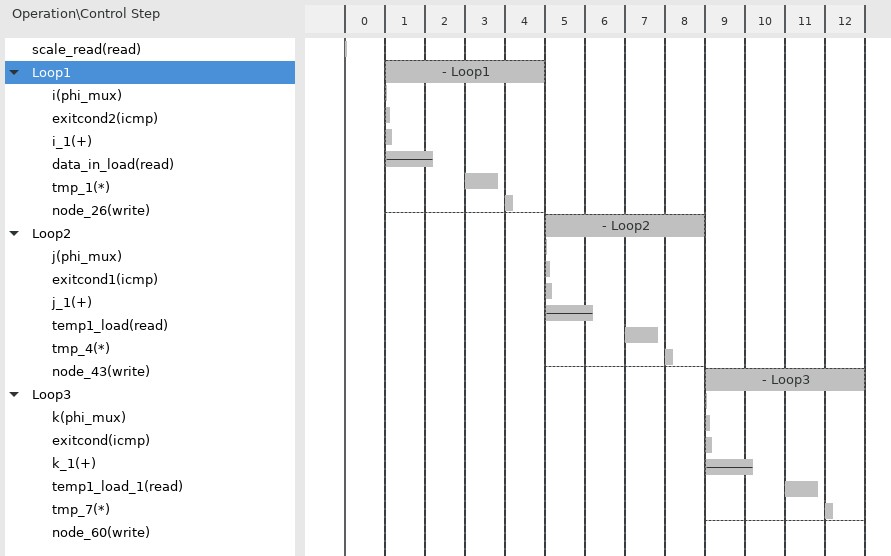 Operation\Control Step
0 1 2 3 4 5 6 7 8 9 10 11 12
scale_read(read)
Loop1
- Loop1
i(phi_mux)
exitcond2(icmp)
i_1(+)
data_in_load(read)
tmp_1(*)
node_26(write)
Loop2
- Loop2
j(phi_mux)
exitcond1(icmp)
j_1(+)
temp1_load(read)
tmp_4(*)
node_43(write)
Loop3
- Loop3
k(phi_mux)
exitcond(icmp)
k_1(+)
temp1_load_1(read)
tmp_7(*)
node_60(write)